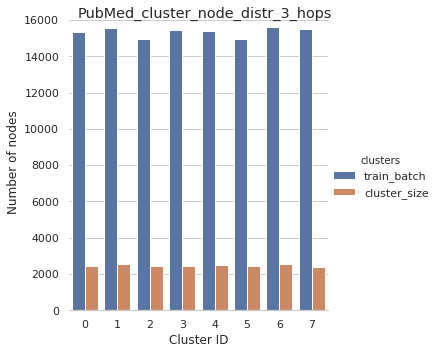 PubMed_cluster_node_distr_3_hops
16000
14000
12000
10000
8000
6000
4000
2000
0
Number of nodes
0 1 2 3 4 5 6 7
Cluster ID
clusters
train_batch
cluster_size